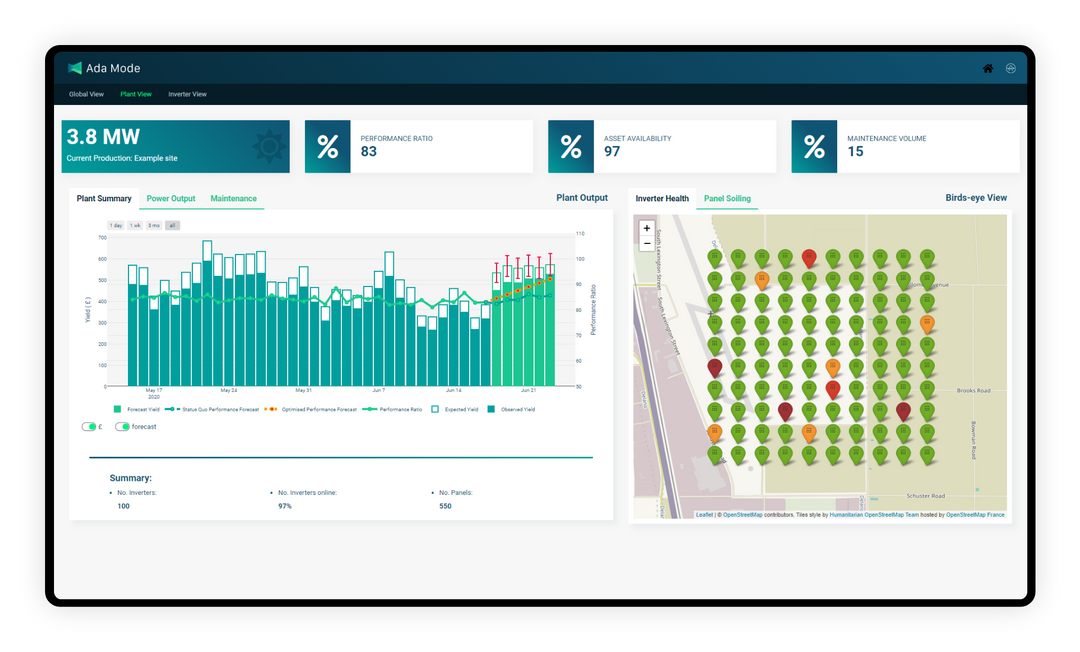 Ada Mode
Global View Plant View Inverter View
3.8 MW
Current Production: Example site
%
PERFORMANCE RATIO
83
%
ASSET AVAILABILITY
97
%
MAINTENANCE VOLUME
15
Plant Summary Power Output Maintenance Plant Output
1 day 1 wk 3 mo all
700
600
500
400
300
200
100
0
Yield ( £ )
110
100
90
80
70
60
50
Performance Ratio
May 17 May 24 May 31 Jun 7 Jun 14 Jun 21
2020
Forecast Yield Status Quo Performance Forecast Optimised Performance Forecast Performance Ratio Expected Yield Observed Yield
£ forecast
Summary:
No. Inverters: No. Inverters online: No. Panels:
100 97% 550
Inverter Health Panel Soiling Birds-eye View
+
−
South Lexington Street
South Lexington Street
Brooks Road
Bowman Road
Schuster Road
Leaflet | © OpenStreetMap contributors, Tiles style by Humanitarian OpenStreetMap Team hosted by OpenStreetMap France